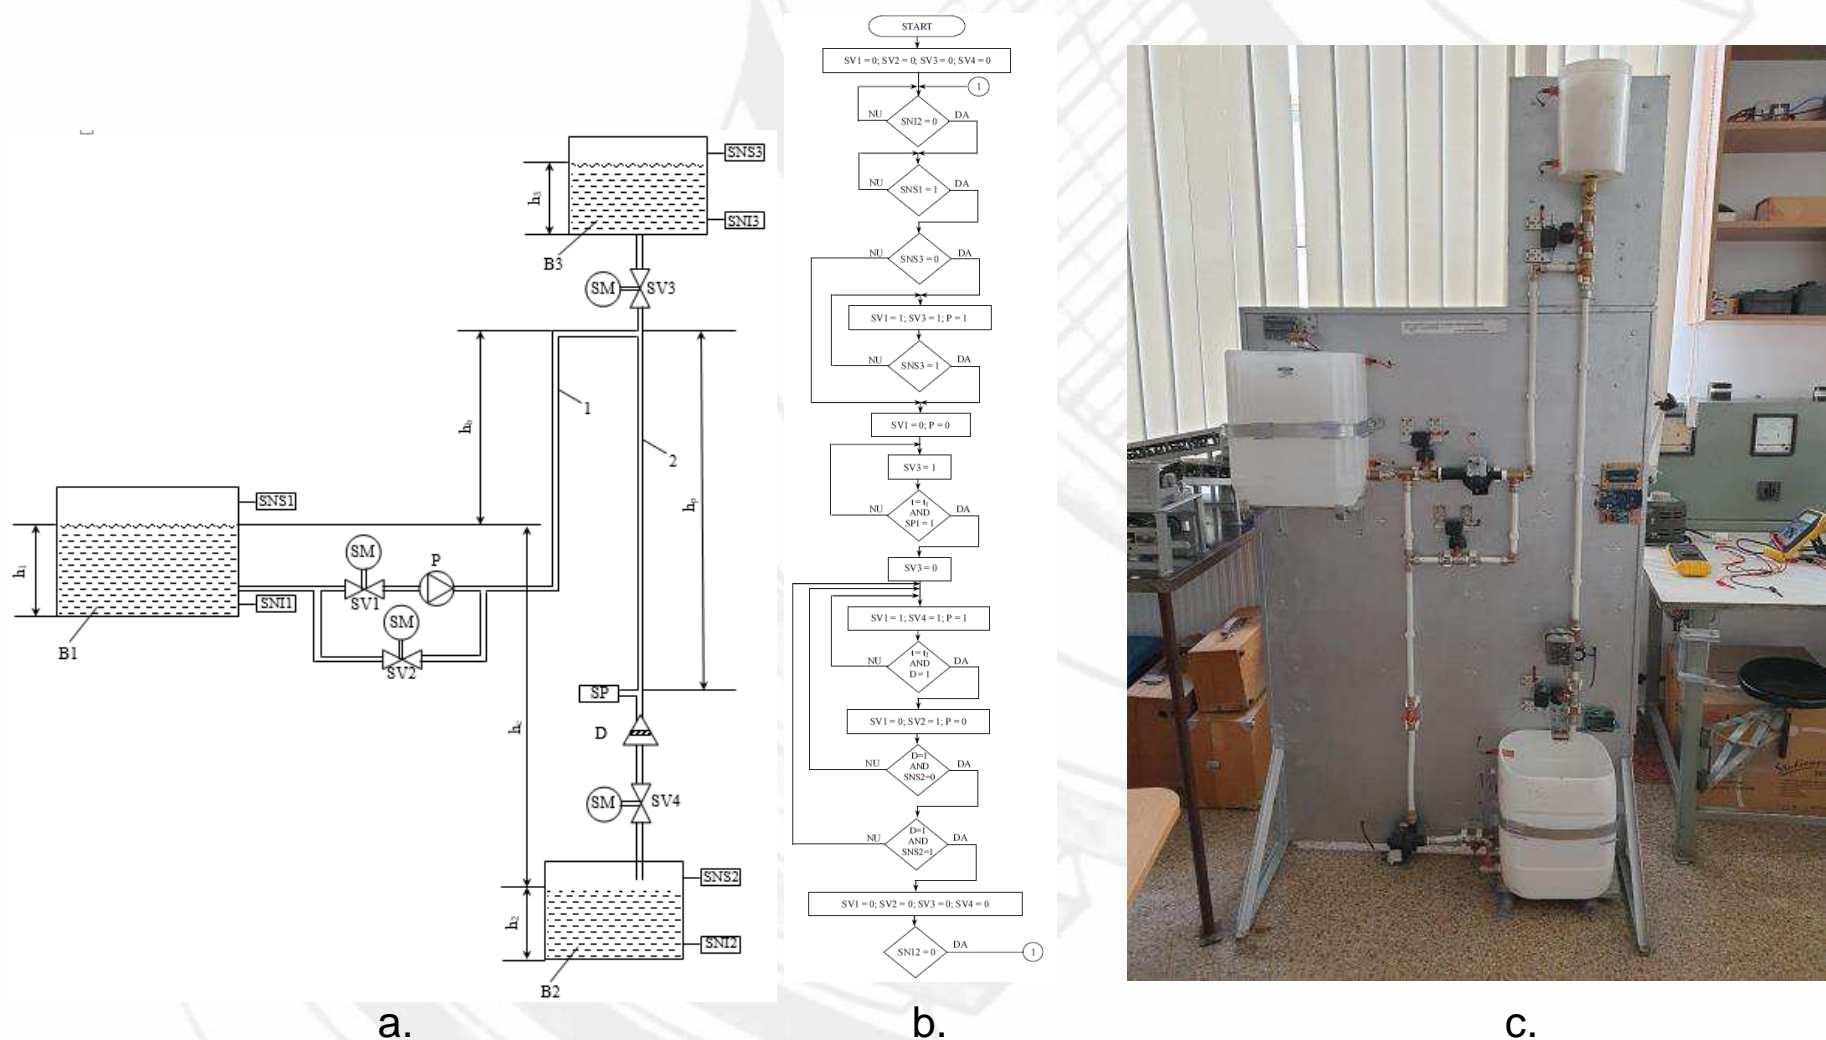 SNS3
h₃
SNI3
B3
SM
SV3
1
h₀
2
hₚ
SNS1
h₁
SM
P
SV1
SNI1
SM
B1
SV2
SP
D
SM
SV4
SNS2
h₂
SNI2
B2
a.
START
SV1 = 0; SV2 = 0; SV3 = 0; SV4 = 0
1
NU
SNI2 = 0
DA
NU
SNS1 = 1
DA
NU
SNS3 = 0
DA
SV1 = 1; SV3 = 1; P = 1
NU
SNS3 = 1
DA
SV1 = 0; P = 0
SV3 = 1
t = t₁
AND
SP1 = 1
NU
DA
SV3 = 0
SV1 = 1; SV4 = 1; P = 1
t = t₂
AND
D = 1
NU
DA
SV1 = 0; SV2 = 1; P = 0
D=1
AND
SNS2=0
NU
DA
D=1
AND
SNS2=1
NU
DA
SV1 = 0; SV2 = 0; SV3 = 0; SV4 = 0
SNI2 = 0
DA
1
b.
c.